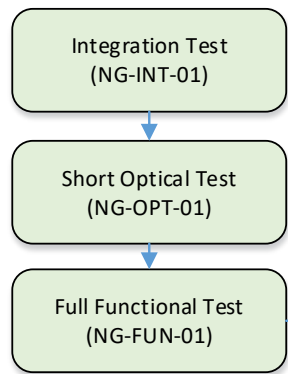 Integration Test
(NG-INT-01)
Short Optical Test
(NG-OPT-01)
Full Functional Test
(NG-FUN-01)